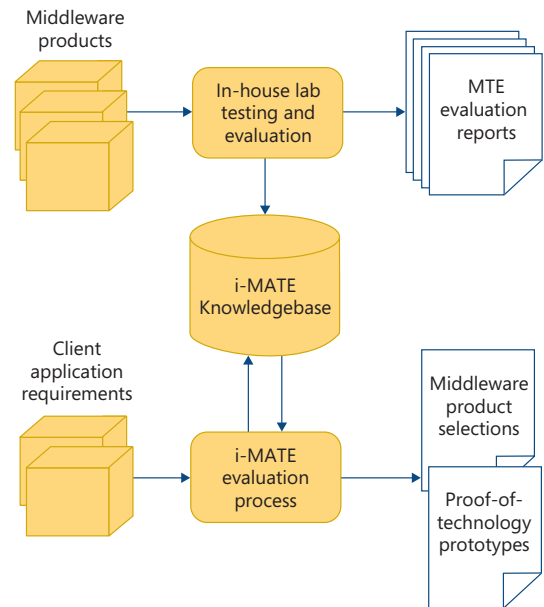 Middleware
products
In-house lab
testing and
evaluation
MTE
evaluation
reports
i-MATE
Knowledgebase
Client
application
requirements
i-MATE
evaluation
process
Middleware
product
selections
Proof-of-
technology
prototypes